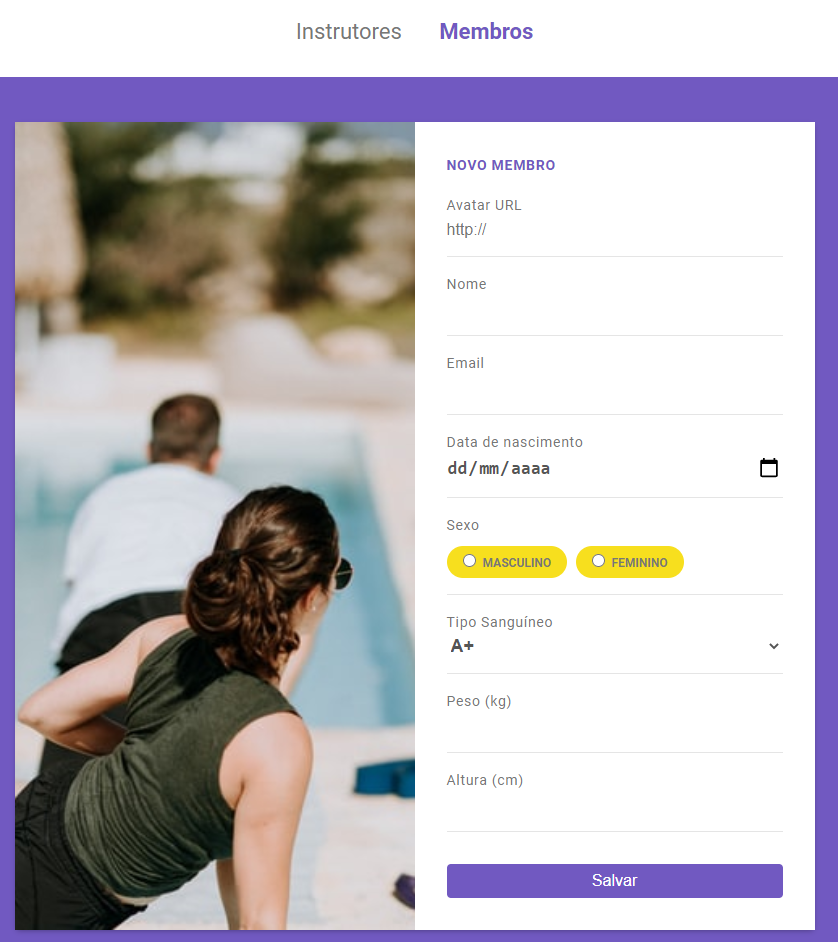 Instrutores Membros
NOVO MEMBRO
Avatar URL
http://
Nome
Email
Data de nascimento
dd/mm/aaaa
Sexo
MASCULINO FEMININO
Tipo Sanguíneo
A+
Peso (kg)
Altura (cm)
Salvar